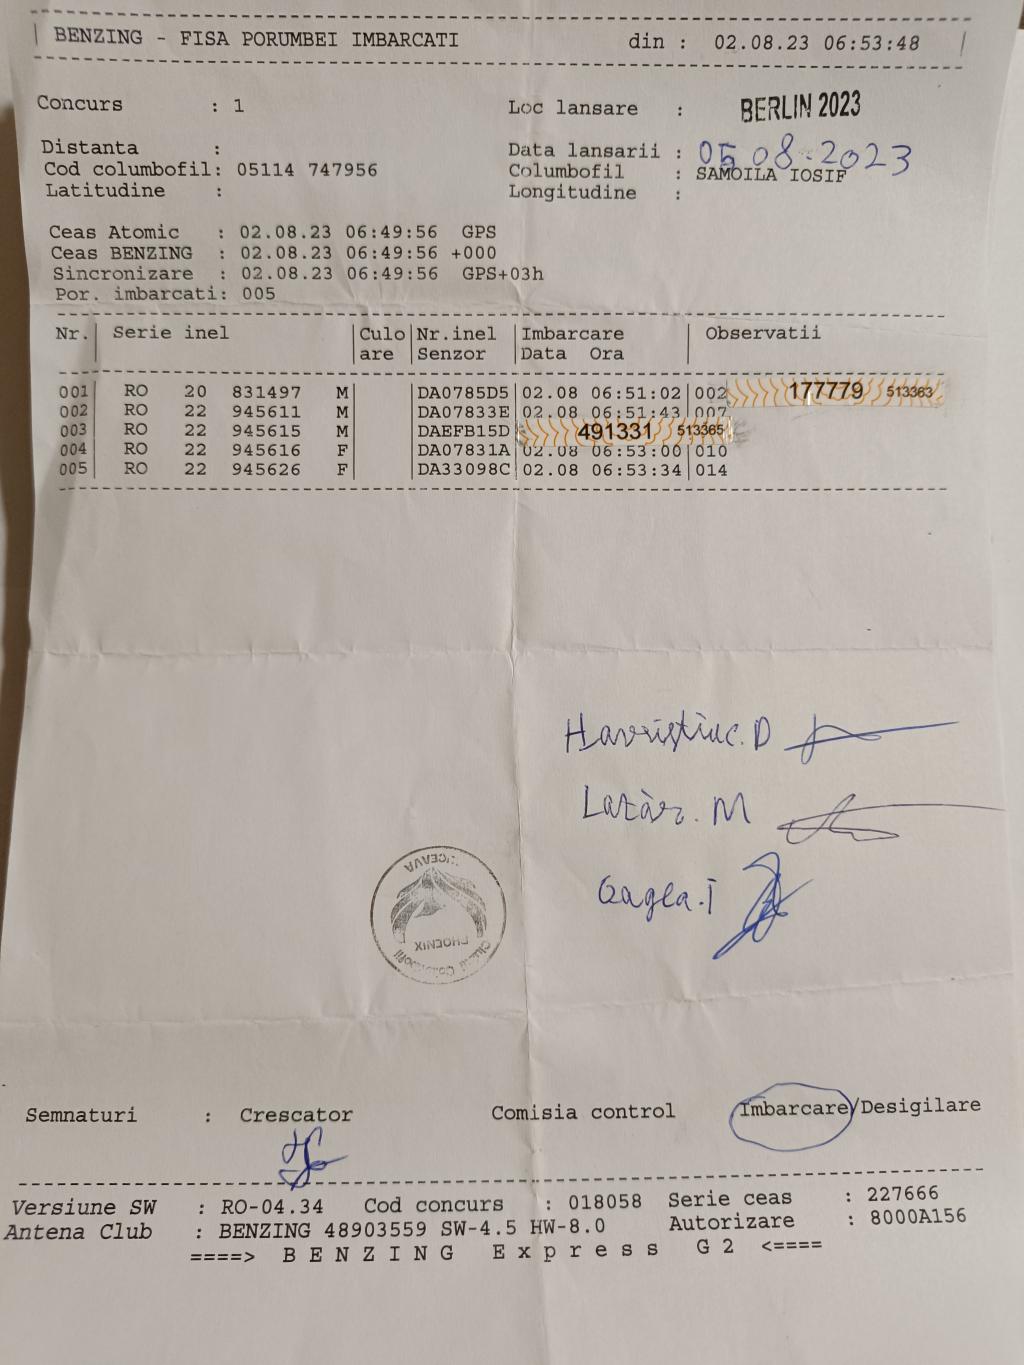 BENZING - FISA PORUMBEI IMBARCATI din : 02.08.23 06:53:48
Concurs : 1 Loc lansare : BERLIN 2023
Distanta : Data lansarii : 05 08.2023
Cod columbofil: 05114 747956 Columbofil : SAMOILA IOSIF
Latitudine : Longitudine :
Ceas Atomic : 02.08.23 06:49:56 GPS
Ceas BENZING : 02.08.23 06:49:56 +000
Sincronizare : 02.08.23 06:49:56 GPS+03h
Por. imbarcati: 005
Nr. Serie inel Culo Nr.inel Imbarcare Observatii
are Senzor Data Ora
001 RO 20 831497 M DA0785D5 02.08 06:51:02 002 177779 513363
002 RO 22 945611 M DA07833E 02.08 06:51:43 007
003 RO 22 945615 M DAEFB15D 491331 513365
004 RO 22 945616 F DA07831A 02.08 06:53:00 010
005 RO 22 945626 F DA33098C 02.08 06:53:34 014
Havriștiuc. D
Lazăr. M
Gagea. I
PHOENIX
Semnaturi : Crescator Comisia control Imbarcare/Desigilare
Versiune SW : RO-04.34 Cod concurs : 018058 Serie ceas : 227666
Antena Club : BENZING 48903559 SW-4.5 HW-8.0 Autorizare : 8000A156
====> B E N Z I N G E x p r e s s G 2 <====